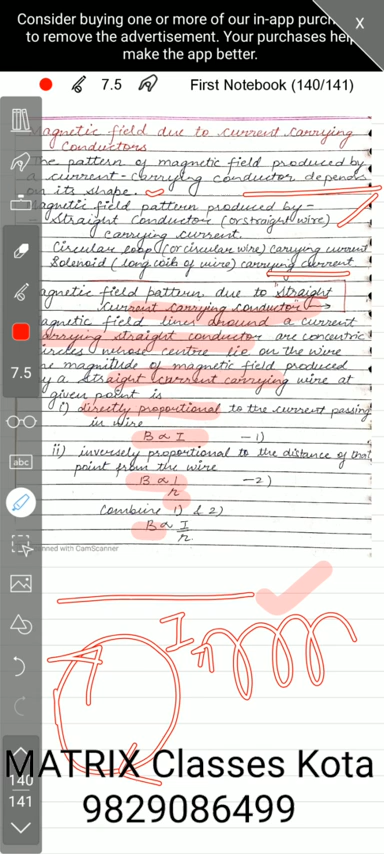 Consider buying one or more of our in-app purch
to remove the advertisement. Your purchases help
make the app better.
X
7.5
First Notebook (140/141)
Magnetic field due to current carrying
Conductors
The pattern of magnetic field produced by
a current-carrying conductor depends
on its shape.
Magnetic field pattern produced by-
- Straight Conductor (or straight wire)
carrying current.
Circular loop (or circular wire) carying current
Solenoid (long coils of wire) carrying current
Magnetic field pattern due to straight
current carrying conductor
magnetic field lines around a current
carrying straight conductor are concentric
circles whose centre lie on the wire
The magnitude of magnetic field produced
by a straight current carrying wire at
given point is
i) directly proportional to the current passing
in wire
B ∝ I - 1)
ii) inversely proportional to the distance of that
point from the wire
B ∝ 1/r - 2)
Combine 1) & 2)
B ∝ I/r
nned with CamScanner
7.5
abc
I
MATRIX Classes Kota
140
141
9829086499